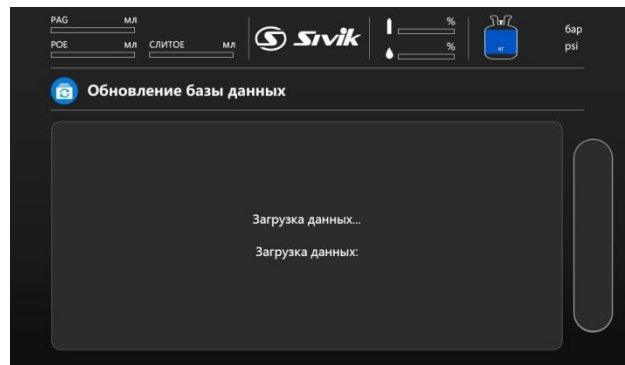 PAG МЛ
POE МЛ СЛИТОЕ МЛ
Sivik
%
%
кг
бар
psi
Обновление базы данных
Загрузка данных...
Загрузка данных: